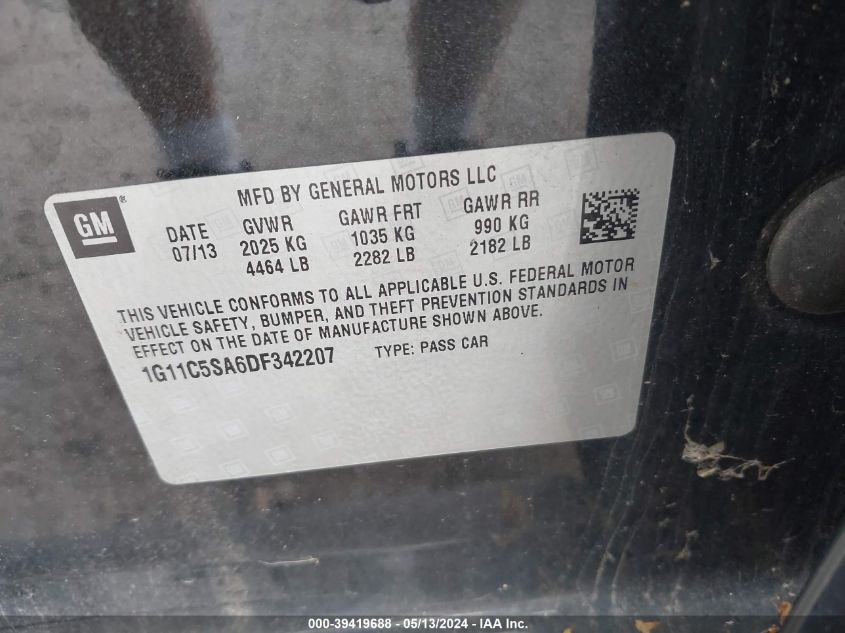 MFD BY GENERAL MOTORS LLC
GM®
DATE GVWR GAWR FRT GAWR RR
07/13 2025 KG 1035 KG 990 KG
4464 LB 2282 LB 2182 LB
THIS VEHICLE CONFORMS TO ALL APPLICABLE U.S. FEDERAL MOTOR
VEHICLE SAFETY, BUMPER, AND THEFT PREVENTION STANDARDS IN
EFFECT ON THE DATE OF MANUFACTURE SHOWN ABOVE.
1G11C5SA6DF342207 TYPE: PASS CAR
000-39419688 - 05/13/2024 - IAA Inc.